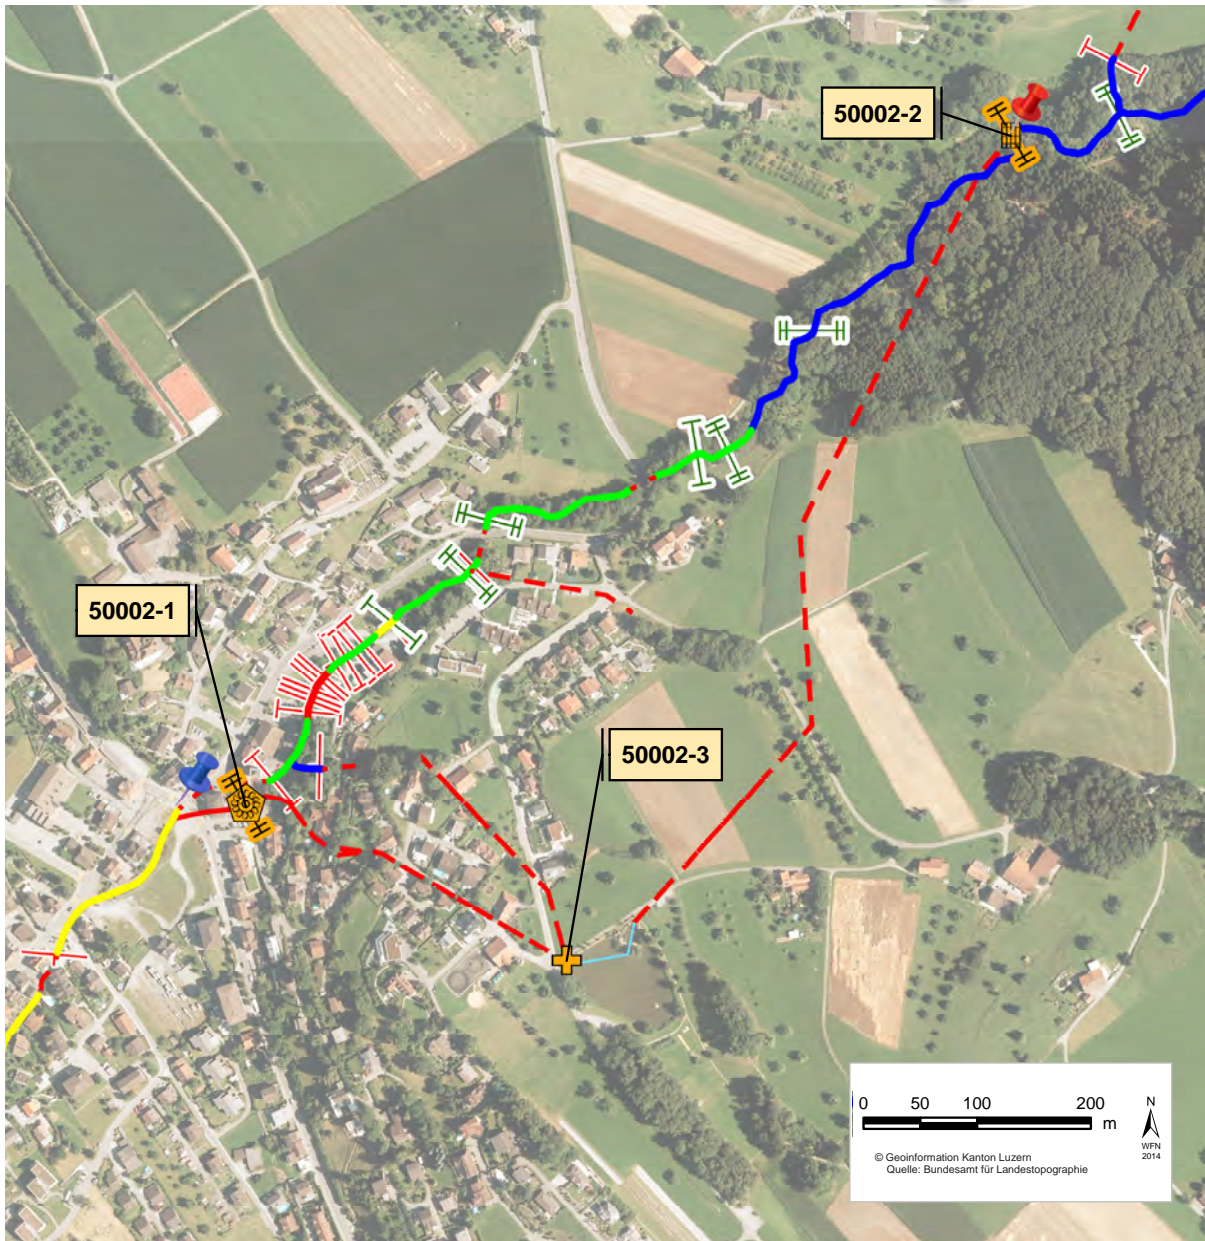 50002-2
50002-1
50002-3
0 50 100 200
m
N
WFN
2014
© Geoinformation Kanton Luzern
Quelle: Bundesamt für Landestopographie